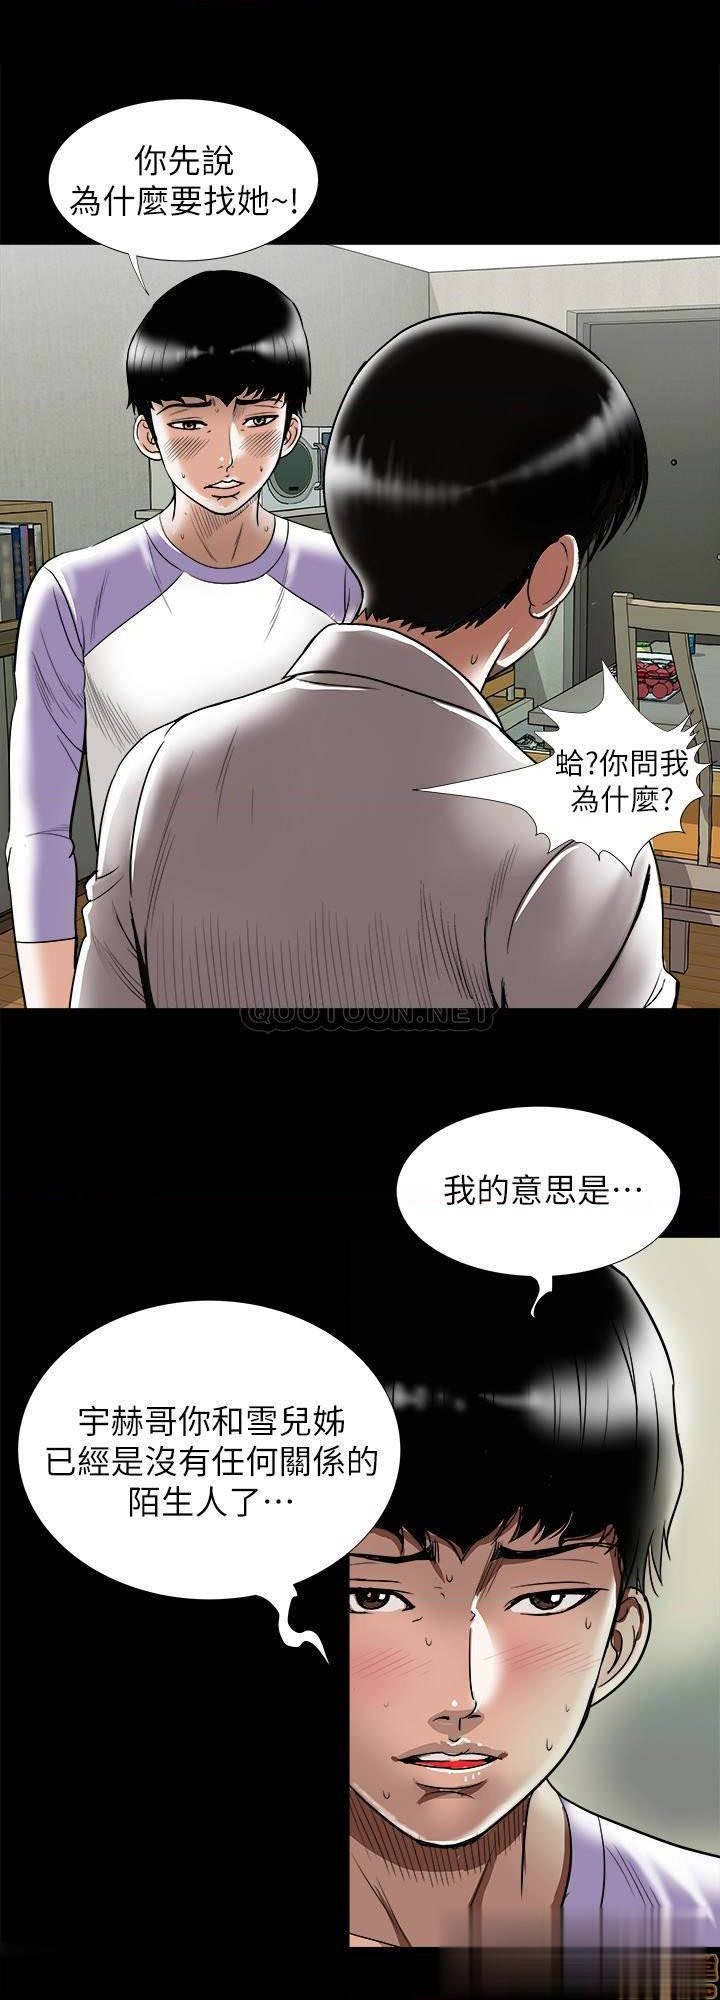 你先說
為什麼要找她~!
蛤?你問我
為什麼?
QUOTOON.NET
我的意思是…
宇赫哥你和雪兒姊
已經是沒有任何關係的
陌生人了…